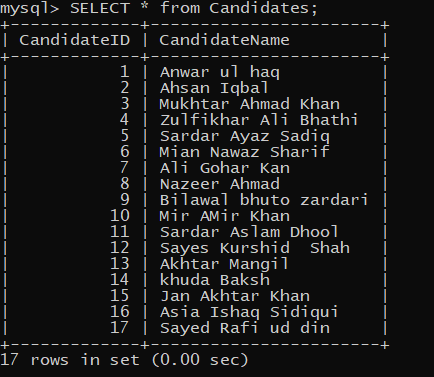 mysql> SELECT * from Candidates;
+-------------+-----------------------+
| CandidateID | CandidateName         |
+-------------+-----------------------+
|           1 | Anwar ul haq          |
|           2 | Ahsan Iqbal           |
|           3 | Mukhtar Ahmad Khan    |
|           4 | Zulfikhar Ali Bhathi  |
|           5 | Sardar Ayaz Sadiq     |
|           6 | Mian Nawaz Sharif     |
|           7 | Ali Gohar Kan         |
|           8 | Nazeer Ahmad          |
|           9 | Bilawal bhuto zardari |
|          10 | Mir AMir Khan         |
|          11 | Sardar Aslam Dhool    |
|          12 | Sayes Kurshid  Shah   |
|          13 | Akhtar Mangil         |
|          14 | khuda Baksh           |
|          15 | Jan Akhtar Khan       |
|          16 | Asia Ishaq Sidiqui    |
|          17 | Sayed Rafi ud din     |
+-------------+-----------------------+
17 rows in set (0.00 sec)